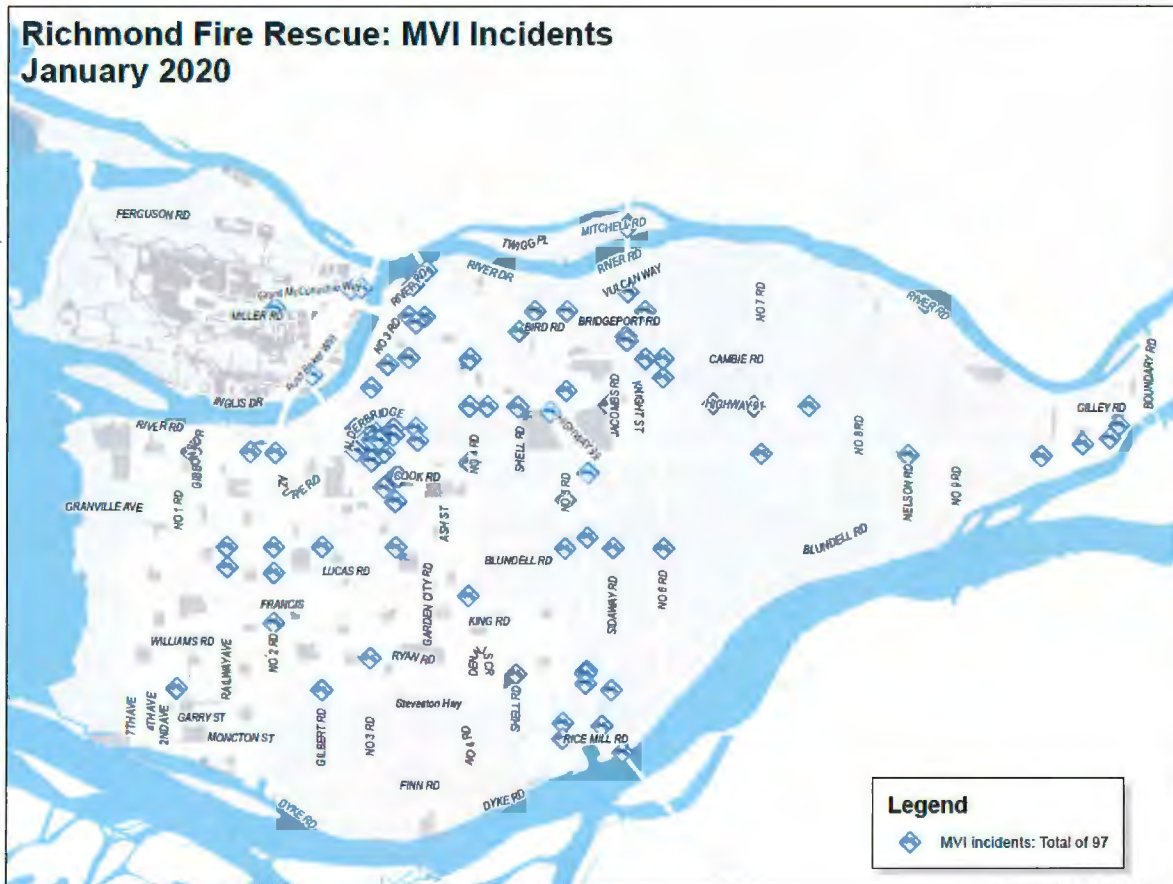 Richmond Fire Rescue: MVI Incidents
January 2020
FERGUSON RD
MITCHELL RD
TWIGG PL
RIVER DR
RIVER RD
VULCAN WAY
RIVER RD
Grant McConachie Way
MILLER RD
NO 3 RD
BIRD RD
BRIDGEPORT RD
NO 7 RD
RIVER RD
CAMBIE RD
BOUNDARY RD
INGLIS DR
JACOMBS RD
KNIGHT ST
HIGHWAY 91
GILLEY RD
RIVER RD
ALDERBRIDGE
NO 4 RD
SHELL RD
NO 8 RD
COOK RD
NELSON RD
NO 9 RD
GRANVILLE AVE
NO 1 RD
ASH ST
BLUNDELL RD
LUCAS RD
BLUNDELL RD
SIDAWAY RD
NO 6 RD
GARDEN CITY RD
FRANCIS
KING RD
WILLIAMS RD
RAILWAY AVE
NO 2 RD
RYAN RD
7TH AVE
4TH AVE
2ND AVE
GARRY ST
MONCTON ST
GILBERT RD
NO 3 RD
Steveston Hwy
NO 4 RD
SHELL RD
RICE MILL RD
FINN RD
DYKE RD
DYKE RD
Legend
MVI incidents: Total of 97